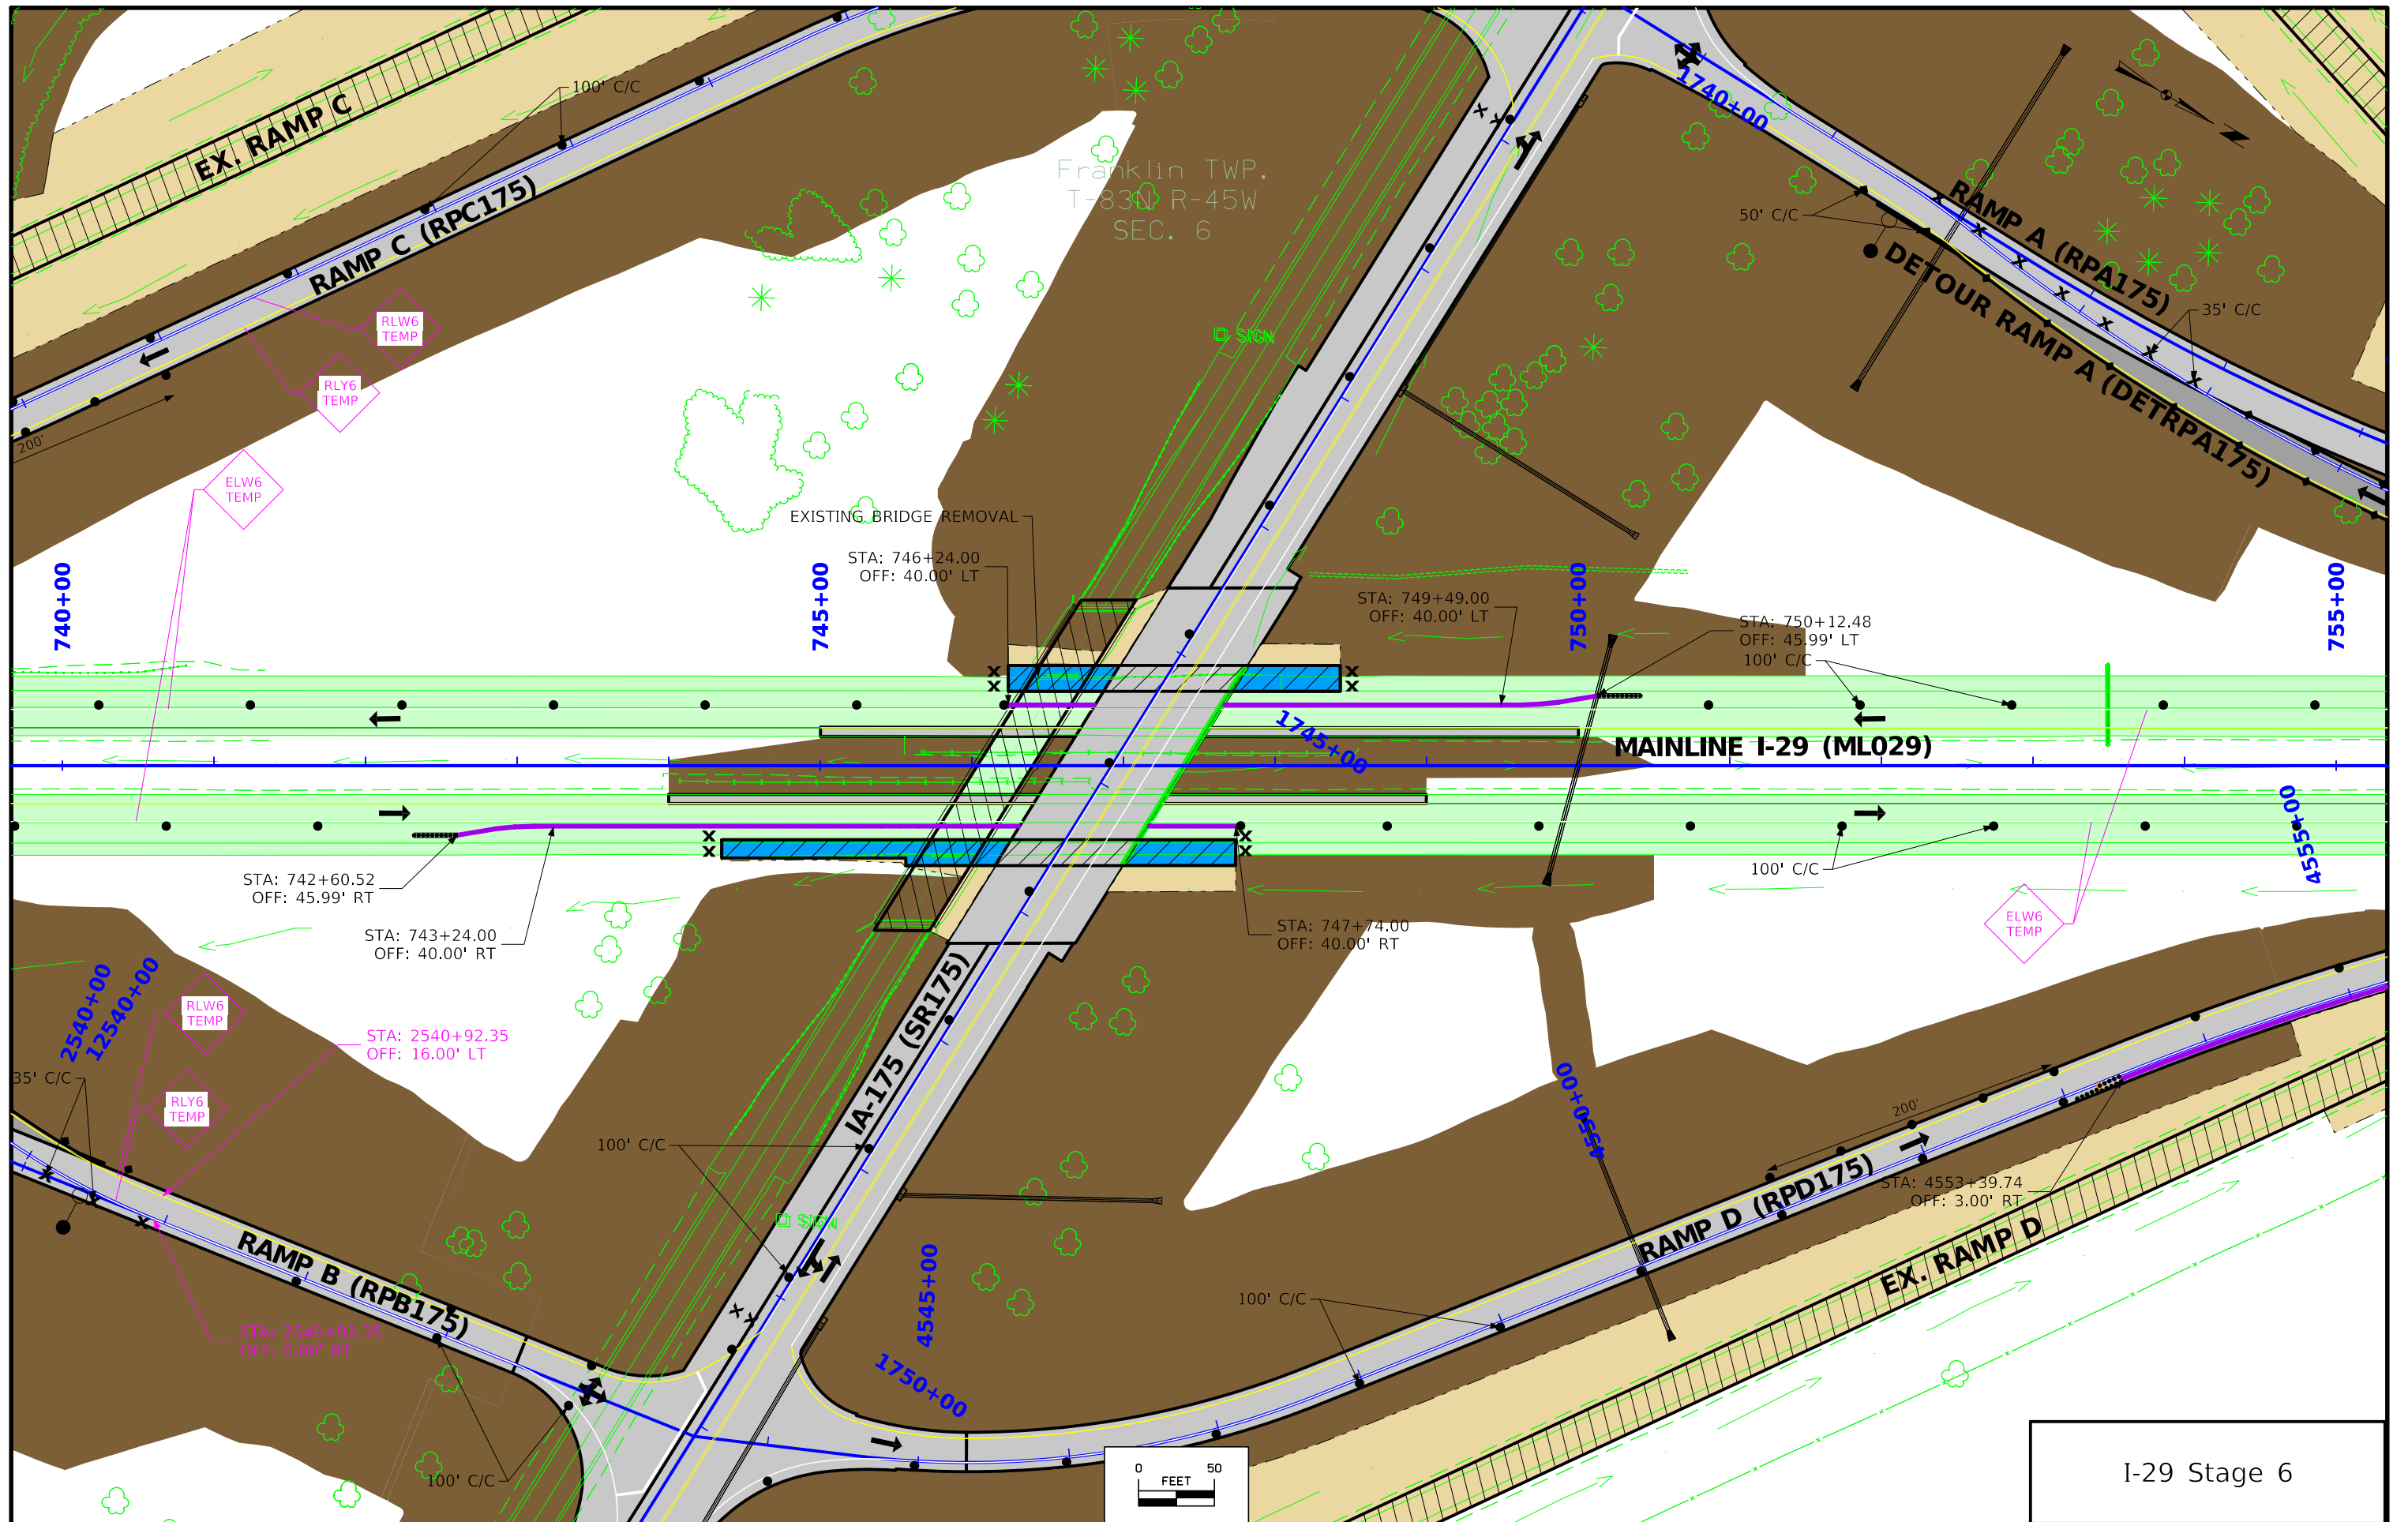 1740+00
100' C/C
EX. RAMP C
Franklin TWP.
T-83N R-45W
SEC. 6
RAMP C (RPC175)
50' C/C
RAMP A (RPA175)
DETOUR RAMP A (DETRPA175)
35' C/C
RLW6
TEMP
SIGN
RLY6
TEMP
200'
ELW6
TEMP
EXISTING BRIDGE REMOVAL
STA: 746+24.00
OFF: 40.00' LT
740+00
745+00
750+00
755+00
STA: 749+49.00
OFF: 40.00' LT
STA: 750+12.48
OFF: 45.99' LT
100' C/C
1745+00
MAINLINE I-29 (ML029)
4555+00
STA: 742+60.52
OFF: 45.99' RT
100' C/C
STA: 743+24.00
OFF: 40.00' RT
STA: 747+74.00
OFF: 40.00' RT
ELW6
TEMP
2540+00
12540+00
RLW6
TEMP
STA: 2540+92.35
OFF: 16.00' LT
IA-175 (SR175)
35' C/C
RLY6
TEMP
4550+00
200'
100' C/C
STA: 4553+39.74
OFF: 3.00' RT
SIGN
RAMP D (RPD175)
EX. RAMP D
RAMP B (RPB175)
4545+00
100' C/C
STA: 2540+92.35
OFF: 0.00' RT
1750+00
100' C/C
0 50
FEET
I-29 Stage 6